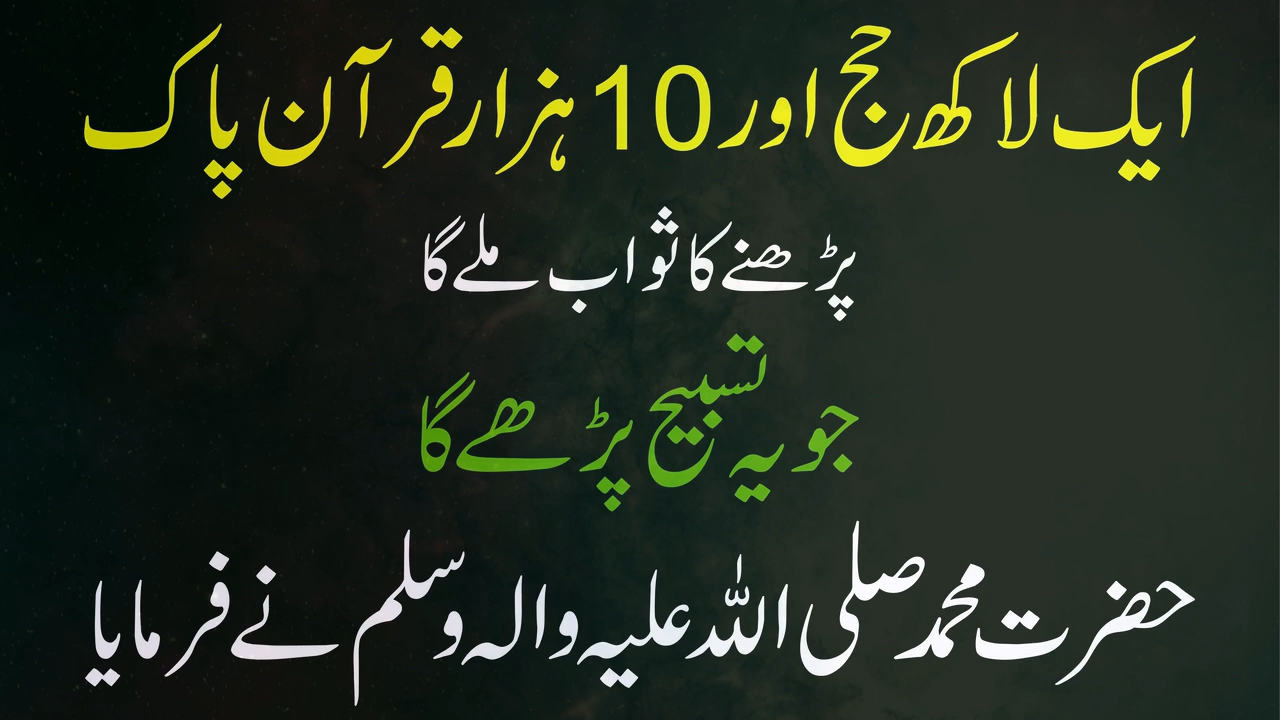 ایک لاکھ حج اور 10 ہزار قرآن پاک
پڑھنے کا ثواب ملے گا
جو یہ تسبیح پڑھے گا
حضرت محمد صلی اللہ علیہ والہ وسلم نے فرمایا